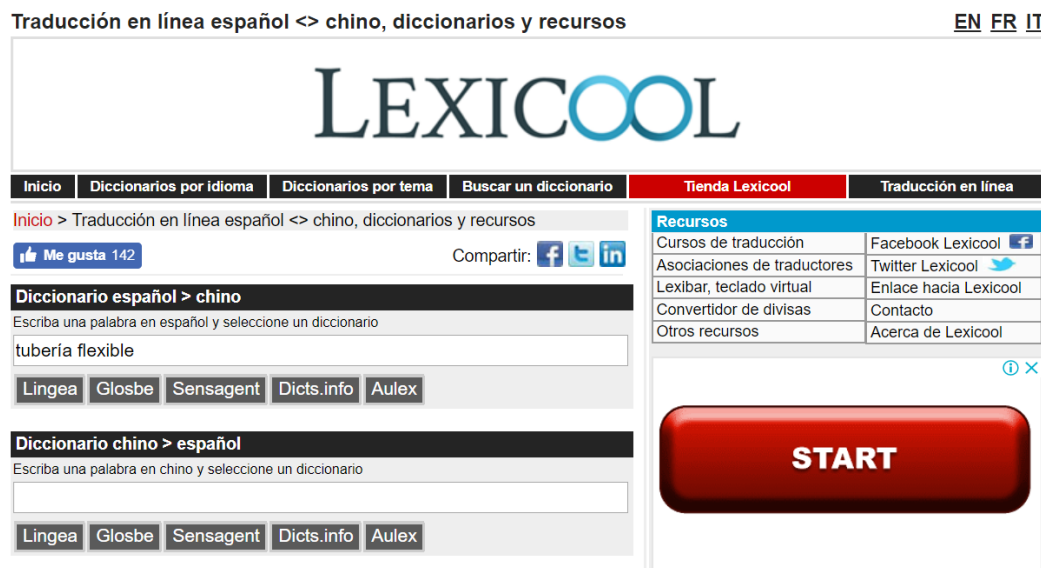 Traducción en línea español <> chino, diccionarios y recursos
EN FR IT
LEXICOOL
Inicio Diccionarios por idioma Diccionarios por tema Buscar un diccionario Tienda Lexicool Traducción en línea
Inicio > Traducción en línea español <> chino, diccionarios y recursos
Me gusta 142
Compartir:
Diccionario español > chino
Escriba una palabra en español y seleccione un diccionario
tubería flexible
Lingea Glosbe Sensagent Dicts.info Aulex
Diccionario chino > español
Escriba una palabra en chino y seleccione un diccionario
Lingea Glosbe Sensagent Dicts.info Aulex
Recursos
Cursos de traducción Facebook Lexicool
Asociaciones de traductores Twitter Lexicool
Lexibar, teclado virtual Enlace hacia Lexicool
Convertidor de divisas Contacto
Otros recursos Acerca de Lexicool
START